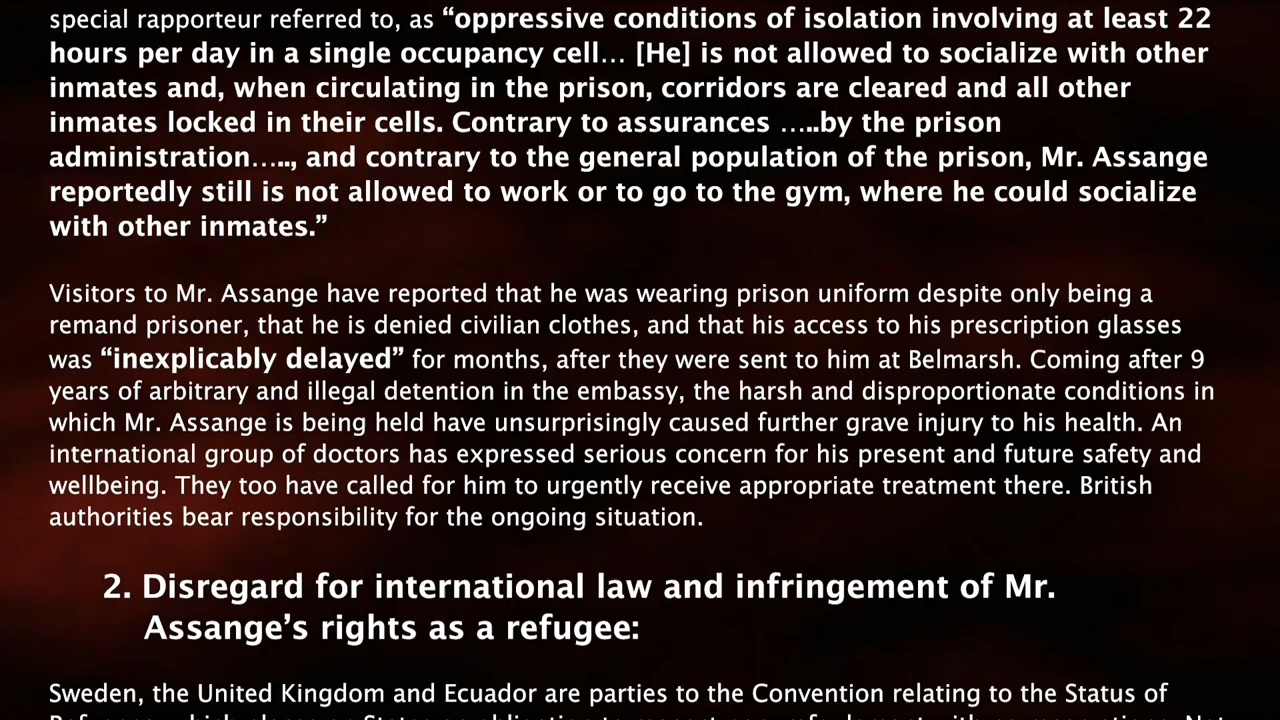 special rapporteur referred to, as “oppressive conditions of isolation involving at least 22
hours per day in a single occupancy cell… [He] is not allowed to socialize with other
inmates and, when circulating in the prison, corridors are cleared and all other
inmates locked in their cells. Contrary to assurances …..by the prison
administration….., and contrary to the general population of the prison, Mr. Assange
reportedly still is not allowed to work or to go to the gym, where he could socialize
with other inmates.”
Visitors to Mr. Assange have reported that he was wearing prison uniform despite only being a
remand prisoner, that he is denied civilian clothes, and that his access to his prescription glasses
was “inexplicably delayed” for months, after they were sent to him at Belmarsh. Coming after 9
years of arbitrary and illegal detention in the embassy, the harsh and disproportionate conditions in
which Mr. Assange is being held have unsurprisingly caused further grave injury to his health. An
international group of doctors has expressed serious concern for his present and future safety and
wellbeing. They too have called for him to urgently receive appropriate treatment there. British
authorities bear responsibility for the ongoing situation.
2. Disregard for international law and infringement of Mr.
Assange’s rights as a refugee:
Sweden, the United Kingdom and Ecuador are parties to the Convention relating to the Status of